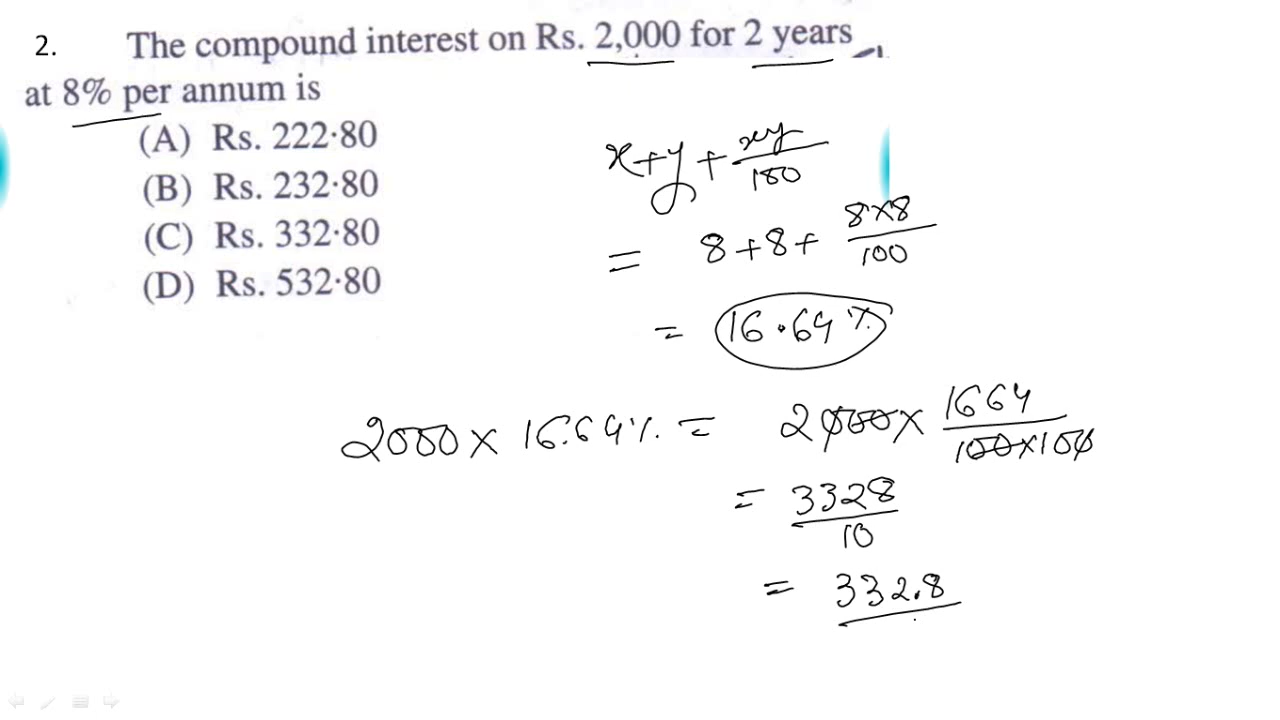 2. The compound interest on Rs. 2,000 for 2 years
at 8% per annum is
(A) Rs. 222·80
(B) Rs. 232·80
(C) Rs. 332·80
(D) Rs. 532·80
x+y+xy/100
= 8+8+8×8/100
= 16.64%
2000 × 16.64% = 2000 × 1664/100×100
= 3328/10
= 332.8